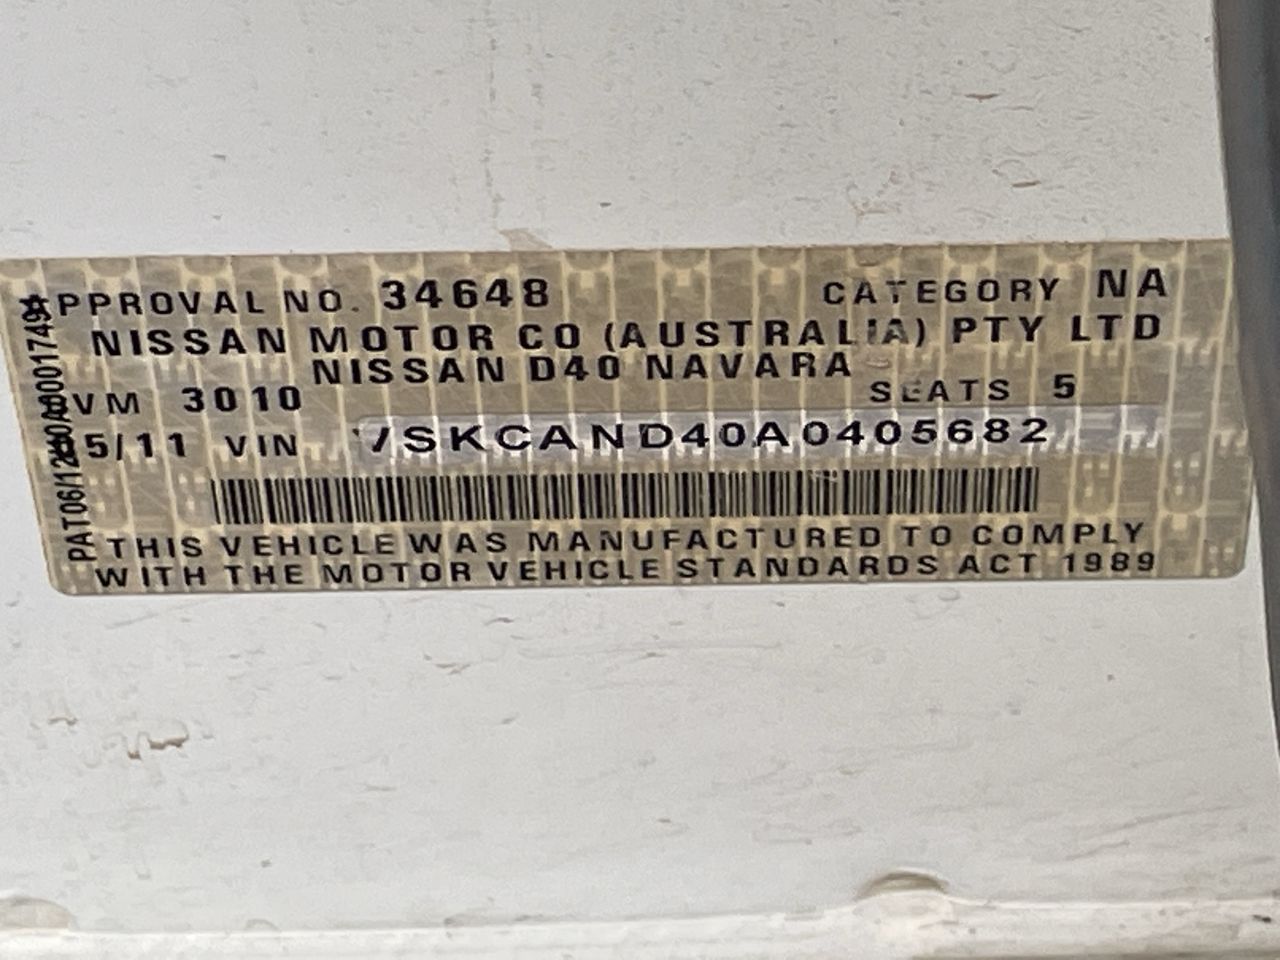 APPROVAL NO. 34648 CATEGORY NA
NISSAN MOTOR CO (AUSTRALIA) PTY LTD
NISSAN D40 NAVARA
GVM 3010 SEATS 5
5/11 VIN VSKCAND40A0405682
THIS VEHICLE WAS MANUFACTURED TO COMPLY
WITH THE MOTOR VEHICLE STANDARDS ACT 1989